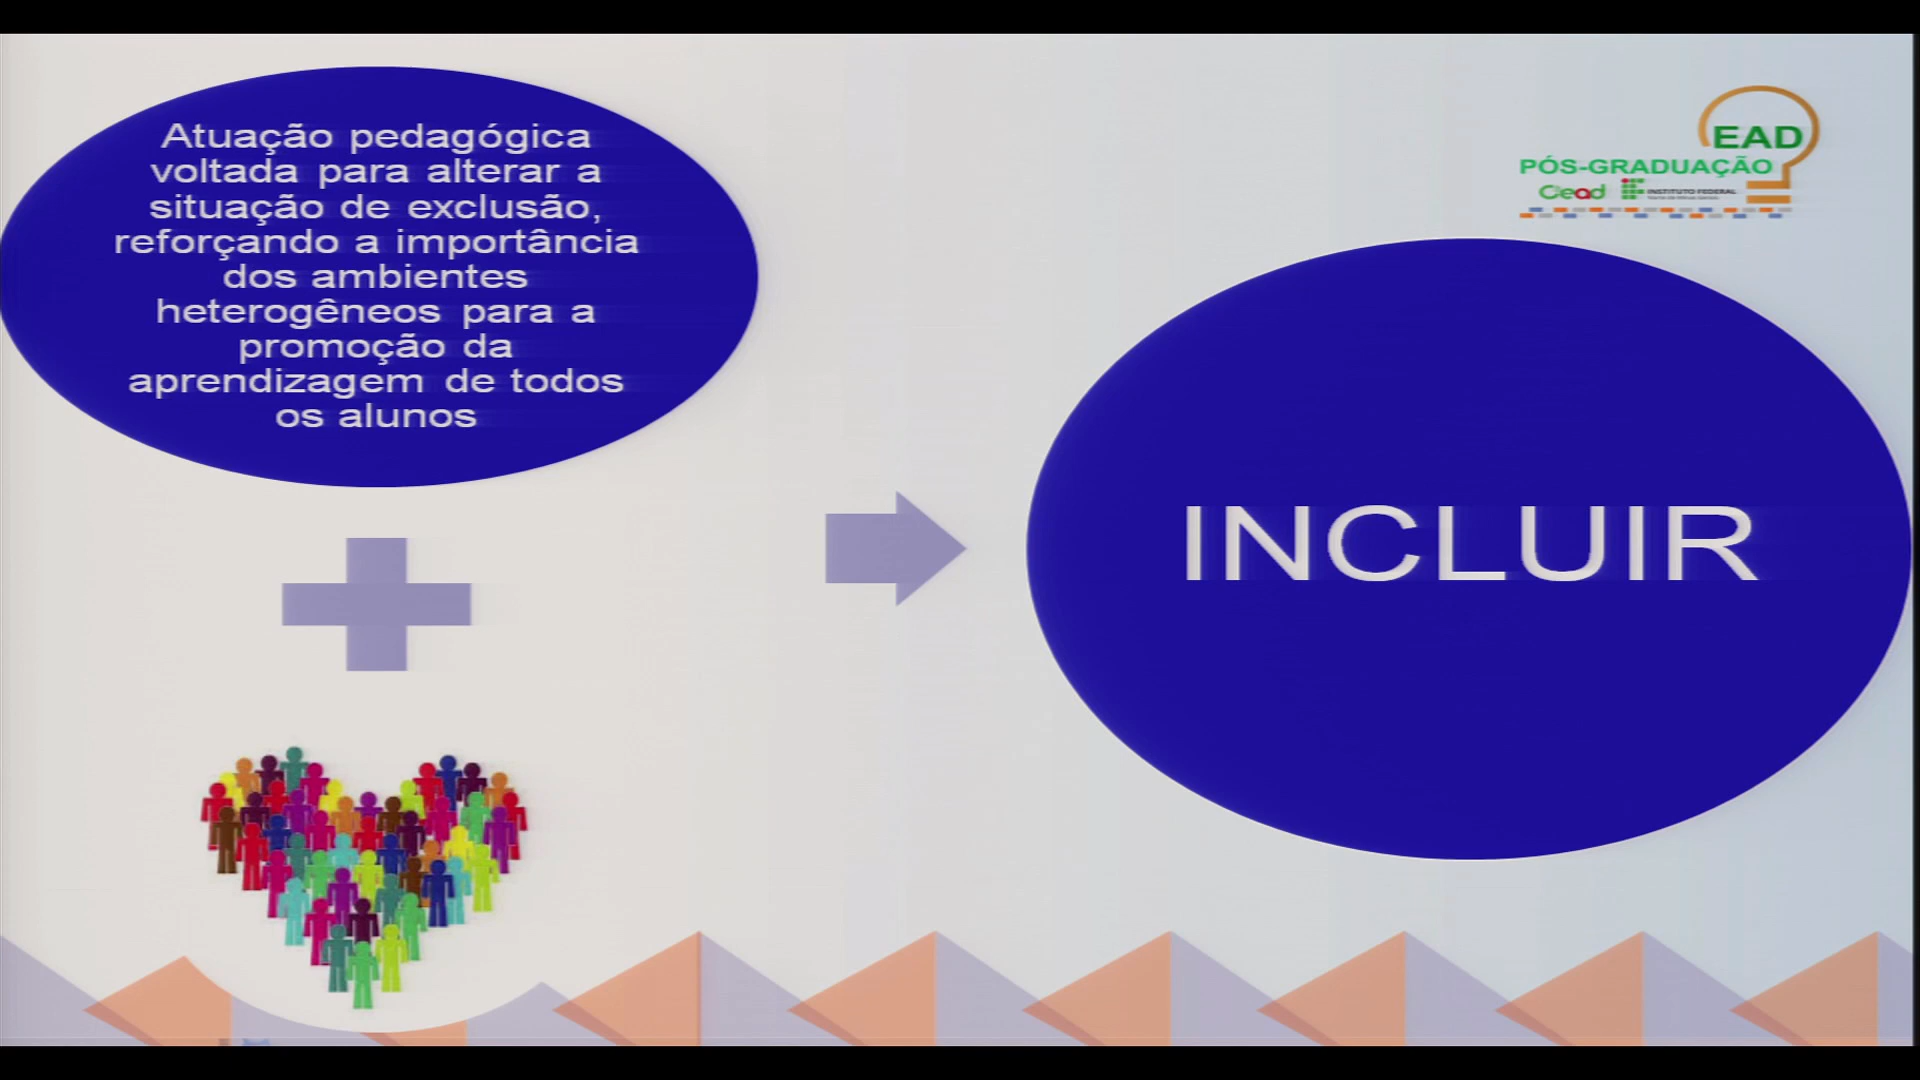 Atuação pedagógica
voltada para alterar a
situação de exclusão,
reforçando a importância
dos ambientes
heterogêneos para a
promoção da
aprendizagem de todos
os alunos
INCLUIR
EAD
PÓS-GRADUAÇÃO
Cead
INSTITUTO FEDERAL